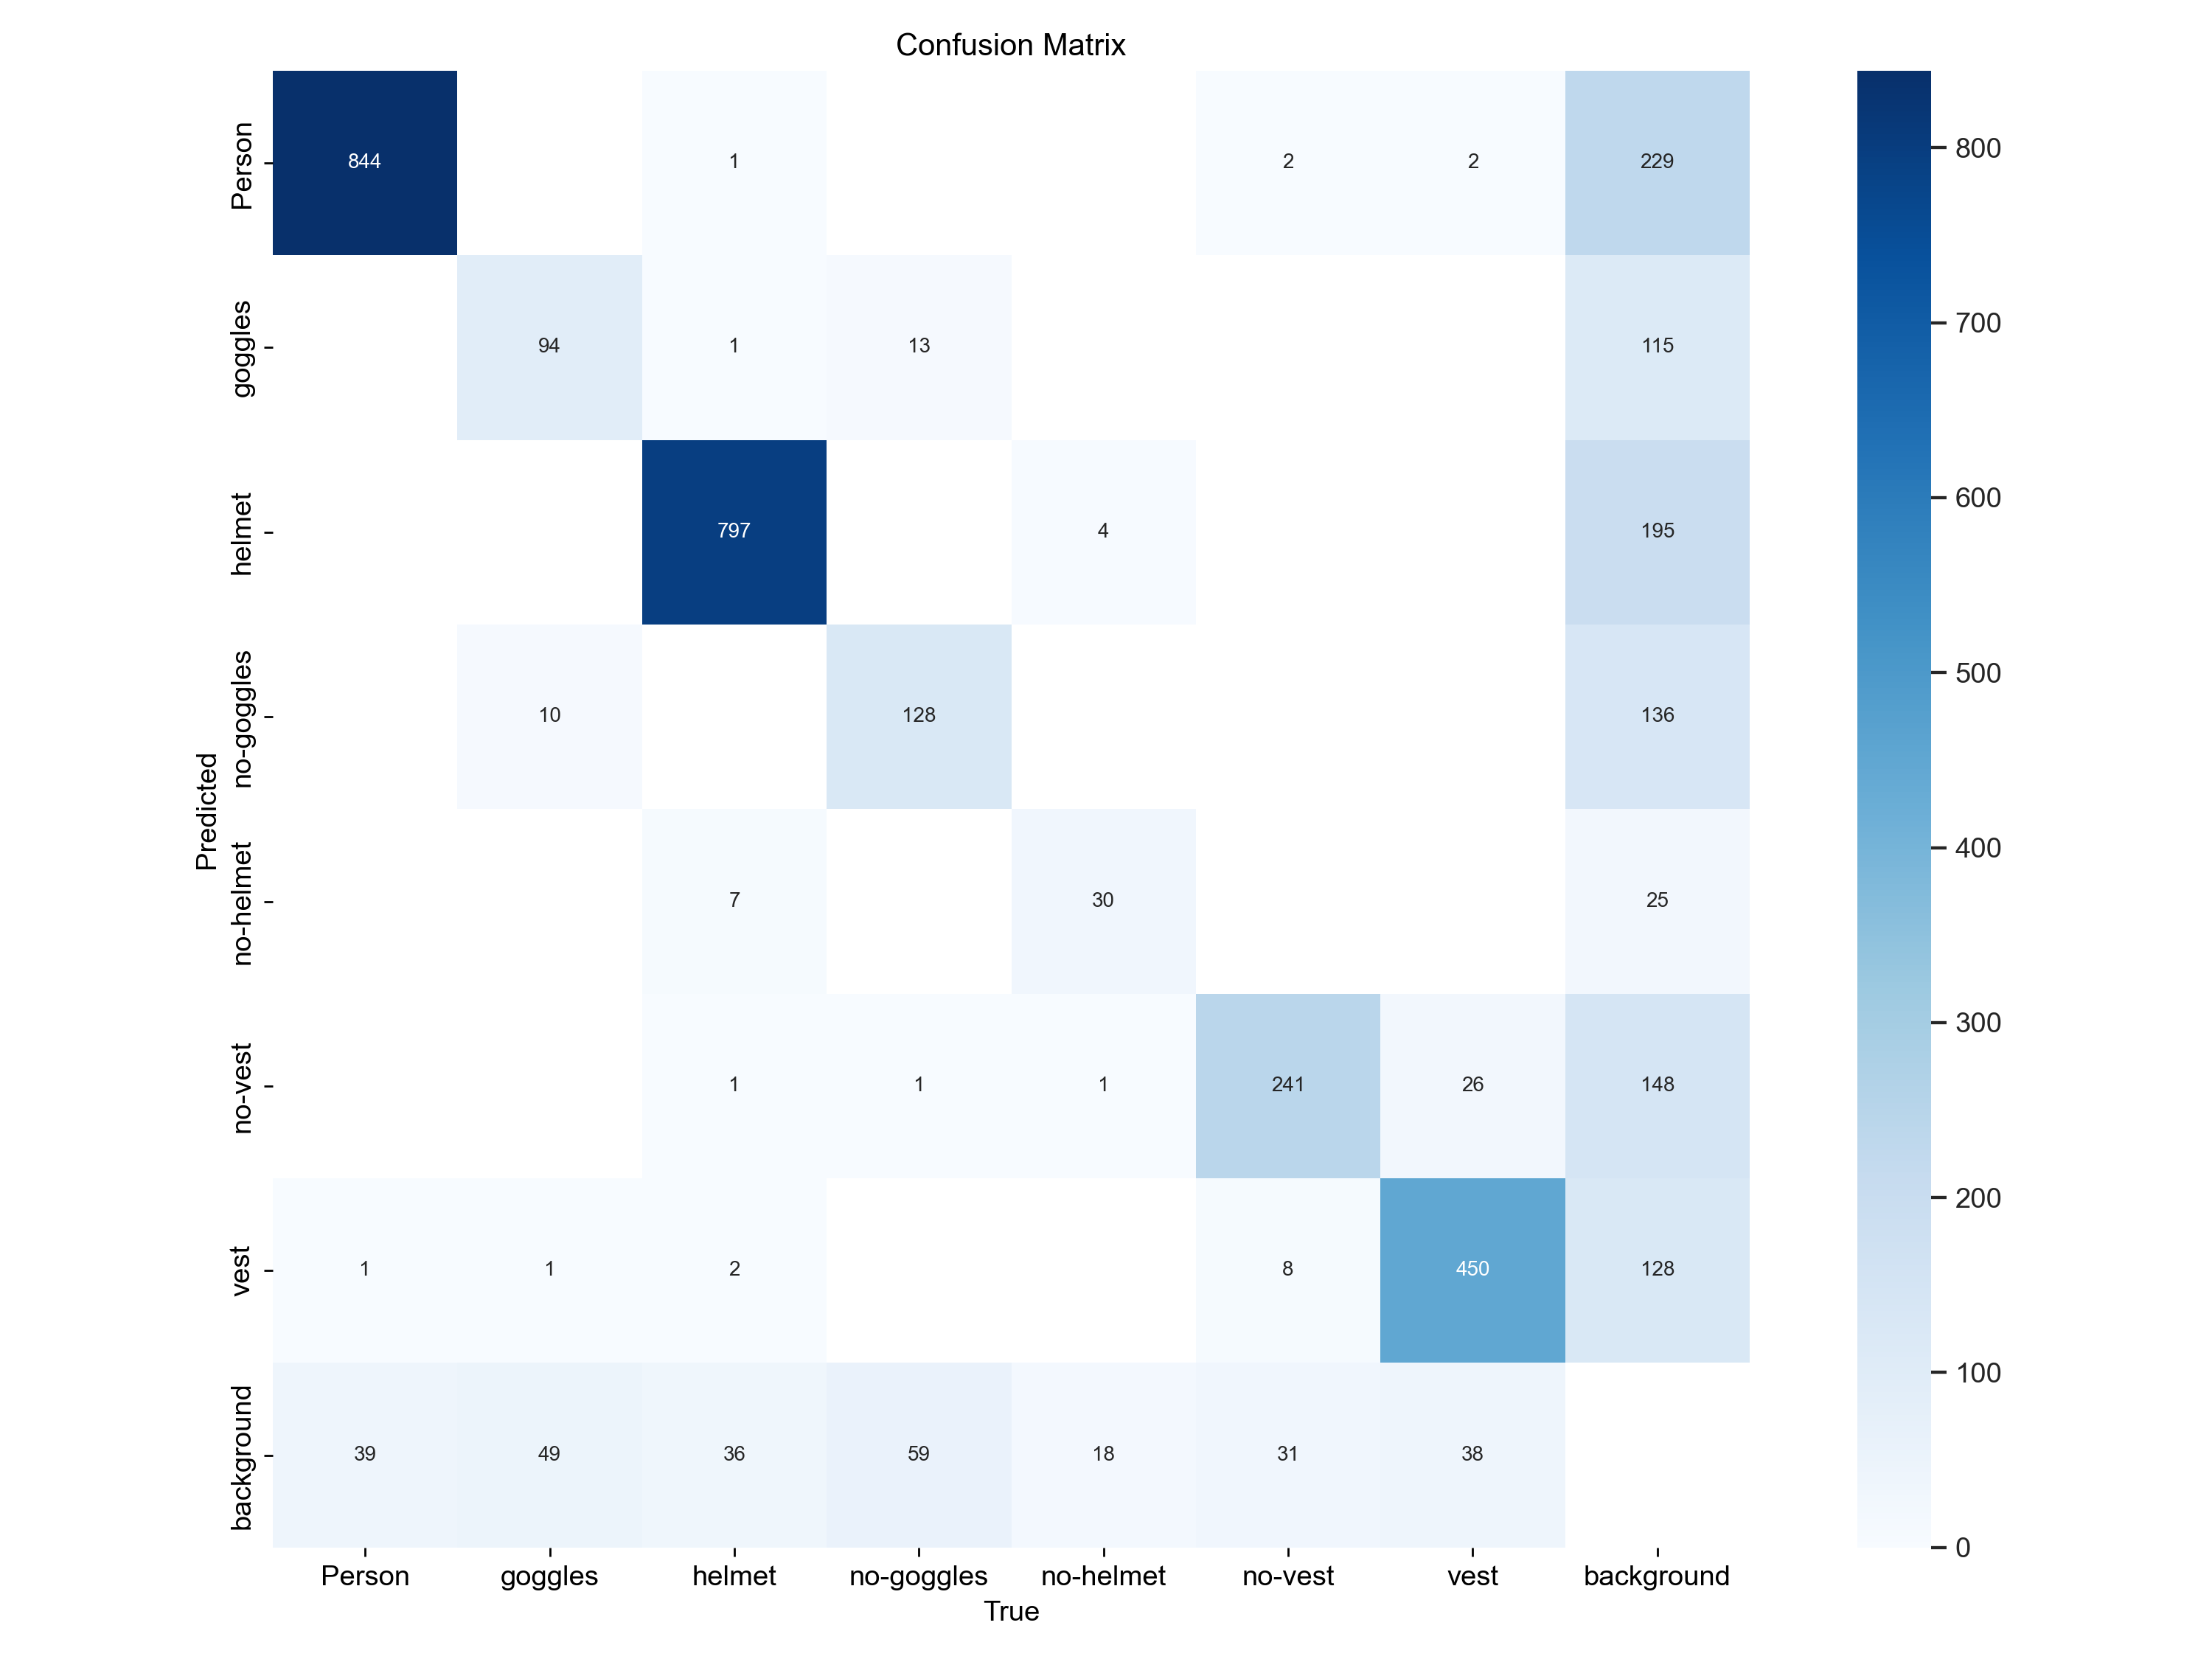 Confusion Matrix
Person 844 1 2 2 229
goggles 94 1 13 115
helmet 797 4 195
no-goggles 10 128 136
no-helmet 7 30 25
no-vest 1 1 1 241 26 148
vest 1 1 2 8 450 128
background 39 49 36 59 18 31 38
Predicted
Person goggles helmet no-goggles no-helmet no-vest vest background
True
800
700
600
500
400
300
200
100
0